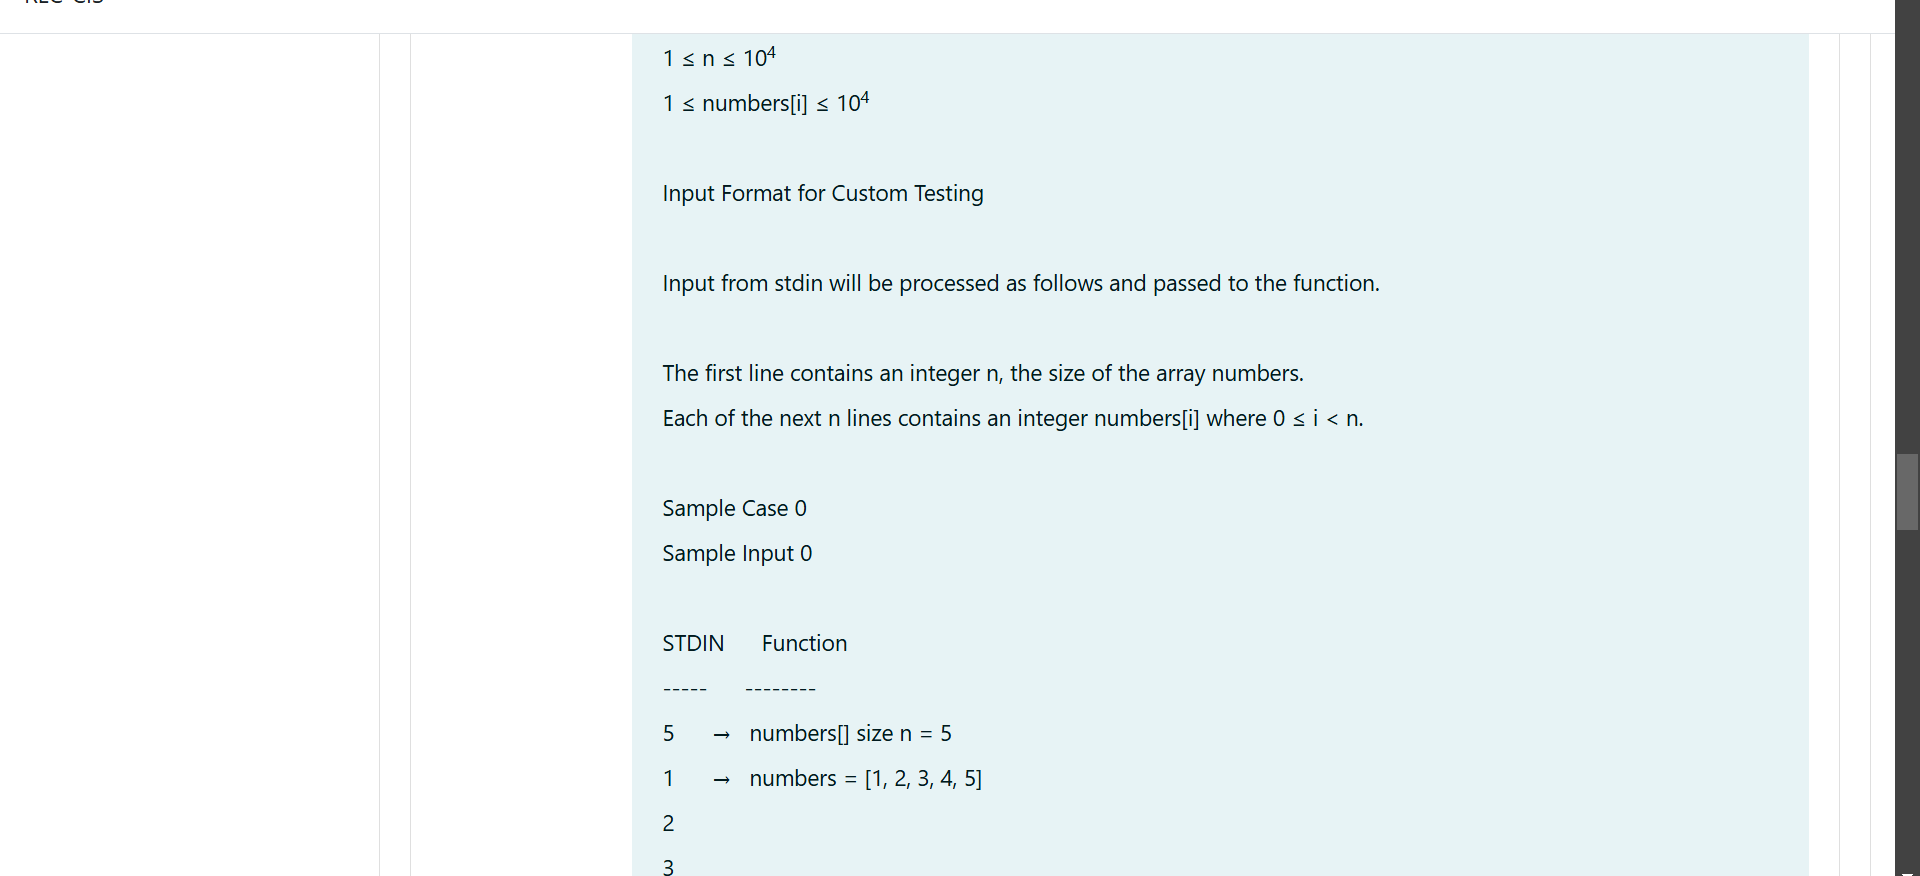 1 ≤ n ≤ 10⁴
1 ≤ numbers[i] ≤ 10⁴
Input Format for Custom Testing
Input from stdin will be processed as follows and passed to the function.
The first line contains an integer n, the size of the array numbers.
Each of the next n lines contains an integer numbers[i] where 0 ≤ i < n.
Sample Case 0
Sample Input 0
STDIN Function
----- --------
5 → numbers[] size n = 5
1 → numbers = [1, 2, 3, 4, 5]
2
3